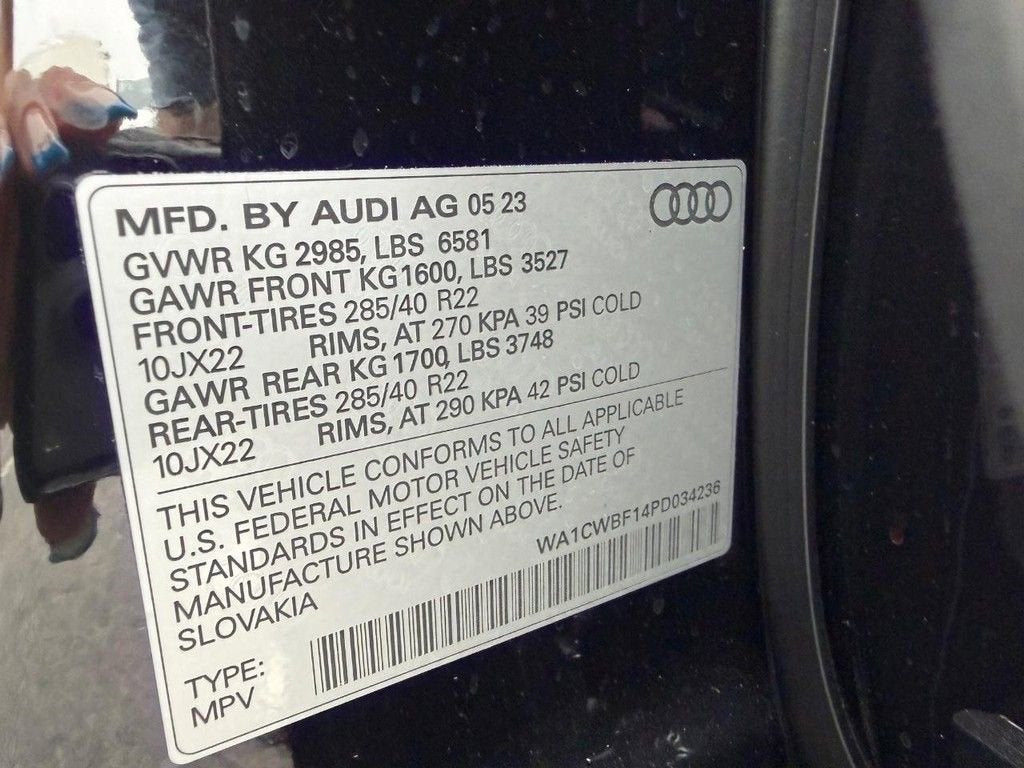 MFD. BY AUDI AG 05 23
GVWR KG 2985, LBS 6581
GAWR FRONT KG1600, LBS 3527
FRONT-TIRES 285/40 R22
10JX22 RIMS, AT 270 KPA 39 PSI COLD
GAWR REAR KG 1700, LBS 3748
REAR-TIRES 285/40 R22
10JX22 RIMS, AT 290 KPA 42 PSI COLD
THIS VEHICLE CONFORMS TO ALL APPLICABLE
U.S. FEDERAL MOTOR VEHICLE SAFETY
STANDARDS IN EFFECT ON THE DATE OF
MANUFACTURE SHOWN ABOVE.
SLOVAKIA
WA1CWBF14PD034236
TYPE:
MPV